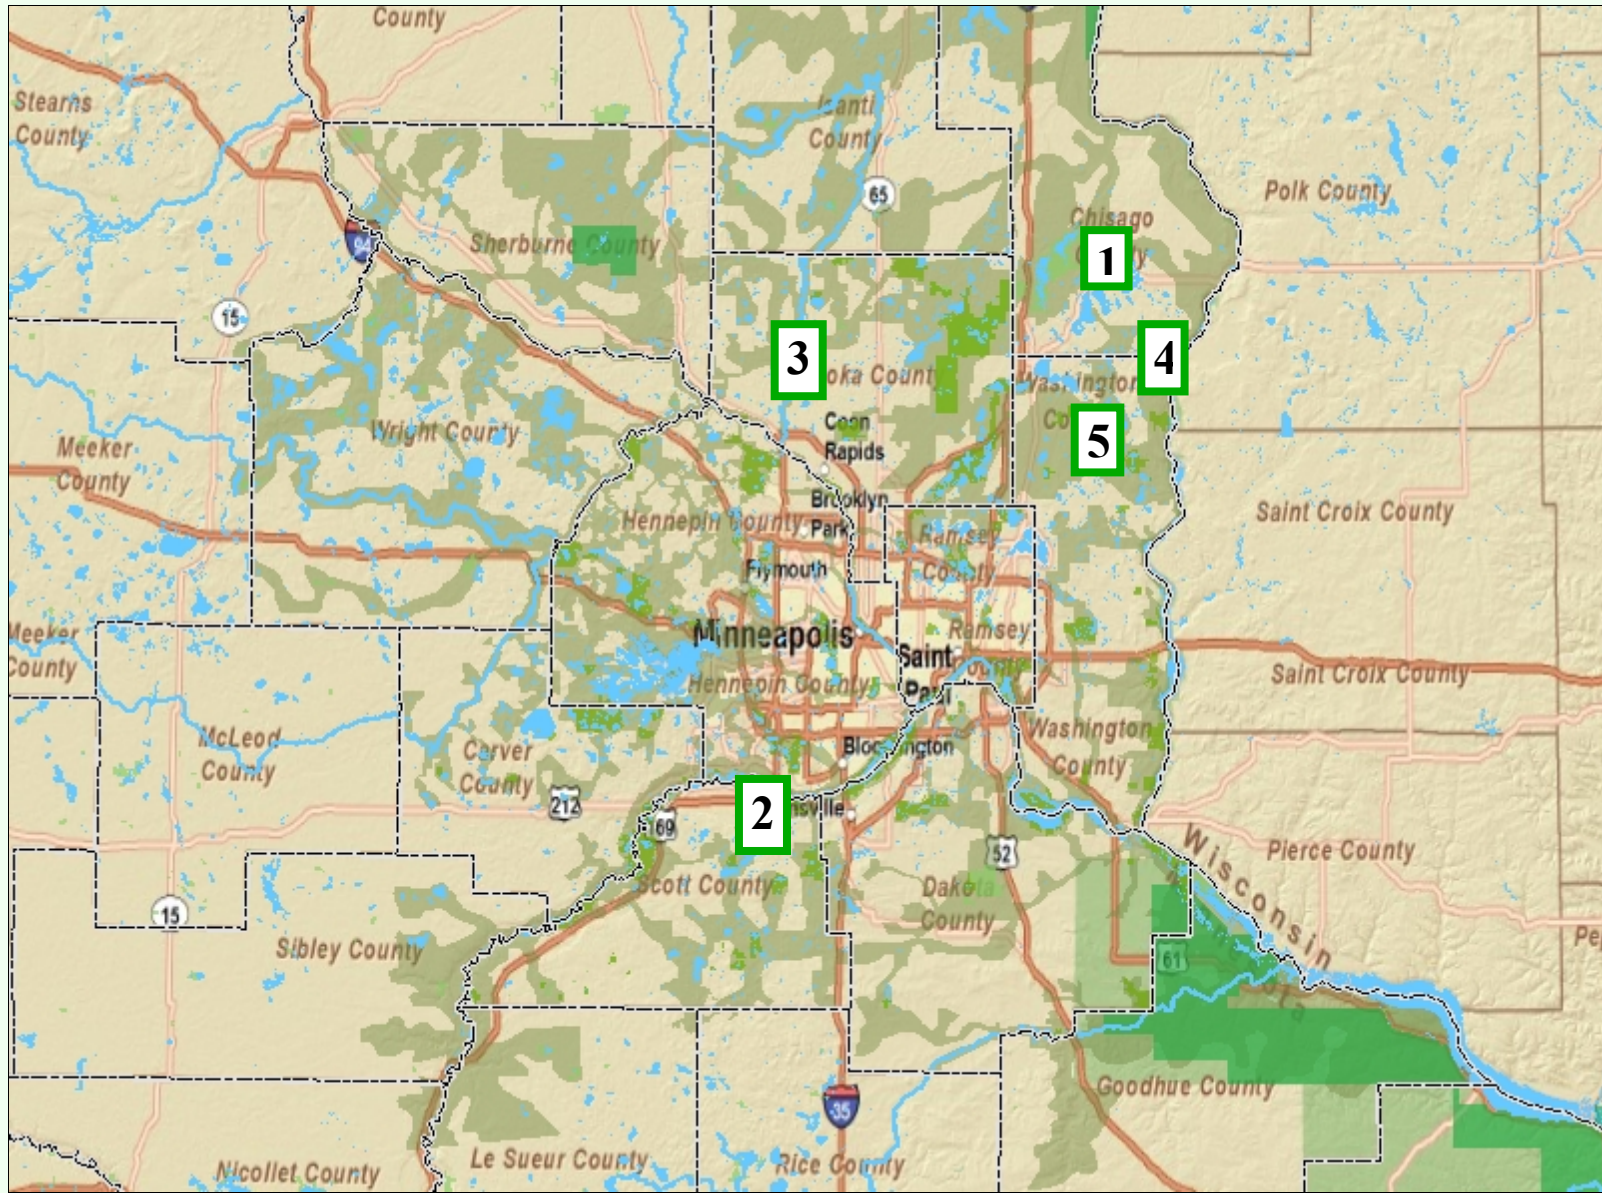 County
Stearns
County
Isanti
County
65
Polk County
Chisago
1
94
Sherburne County
15
3
4
Washington
5
Wright County
Coon
Rapids
Meeker
County
Brooklyn
Park
Hennepin County
Saint Croix County
Ramsey
County
Plymouth
Minneapolis
Ramsey
County
Saint
Paul
Meeker
County
Saint Croix County
Hennepin County
McLeod
County
Carver
County
Washington
County
Bloomington
212
2
69
52
Wisconsin
Pierce County
Scott County
Dakota
County
15
Sibley County
61
35
Goodhue County
Nicollet County
Le Sueur County
Rice County